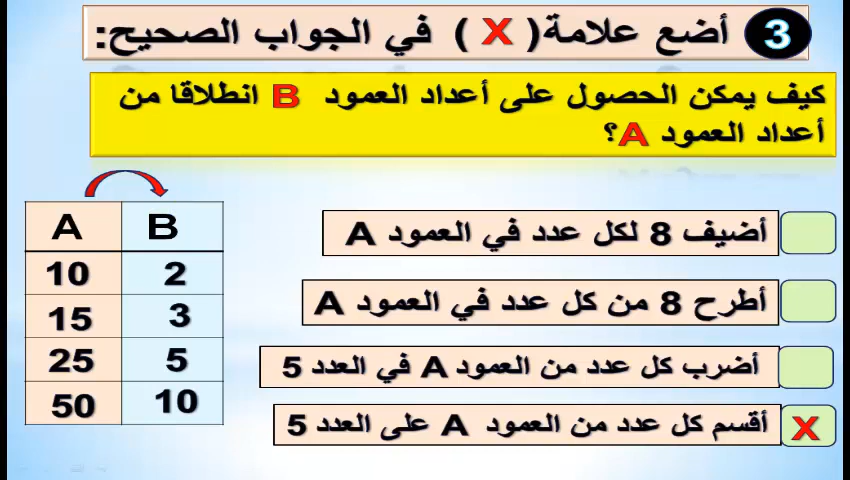 3 أضع علامة( X ) في الجواب الصحيح:
كيف يمكن الحصول على أعداد العمود B انطلاقا من
أعداد العمود A؟
A B
10 2
15 3
25 5
50 10
أضيف 8 لكل عدد في العمود A
أطرح 8 من كل عدد في العمود A
أضرب كل عدد من العمود A في العدد 5
X أقسم كل عدد من العمود A على العدد 5